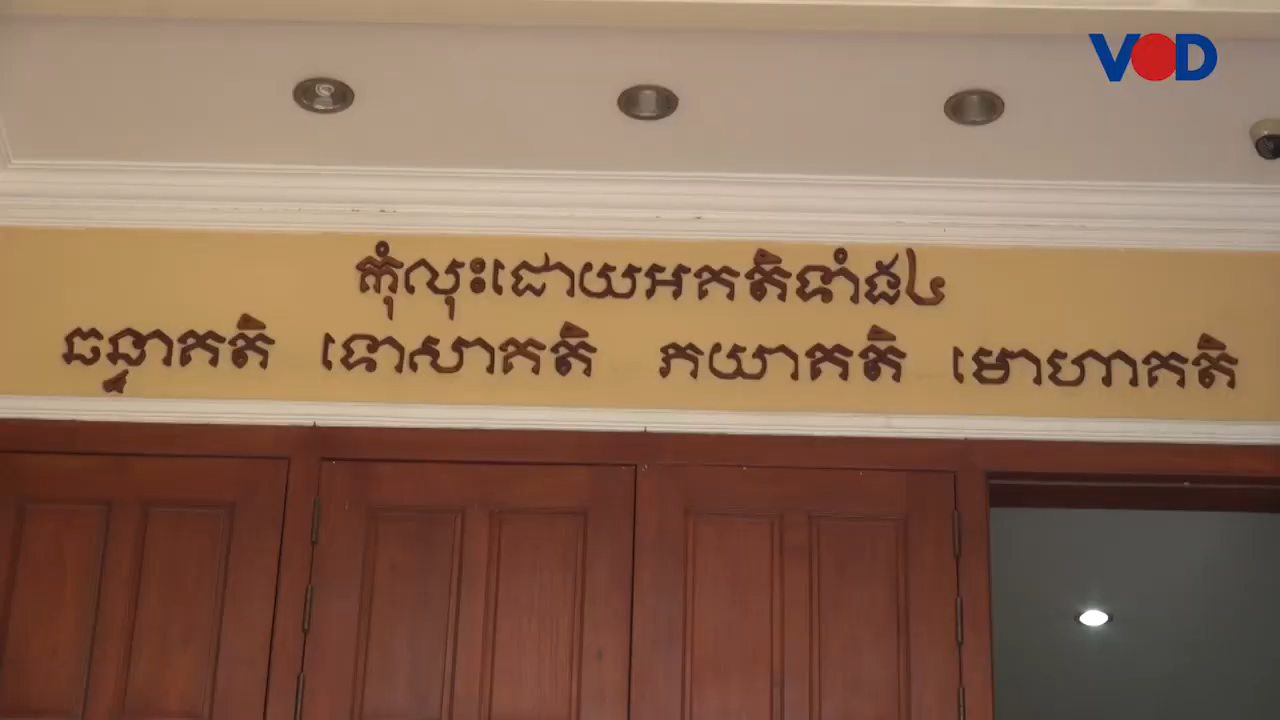 VOD
កុំលុះដោយអគតិទាំង៤
ឆន្ទាគតិ ទោសាគតិ ភយាគតិ មោហាគតិ